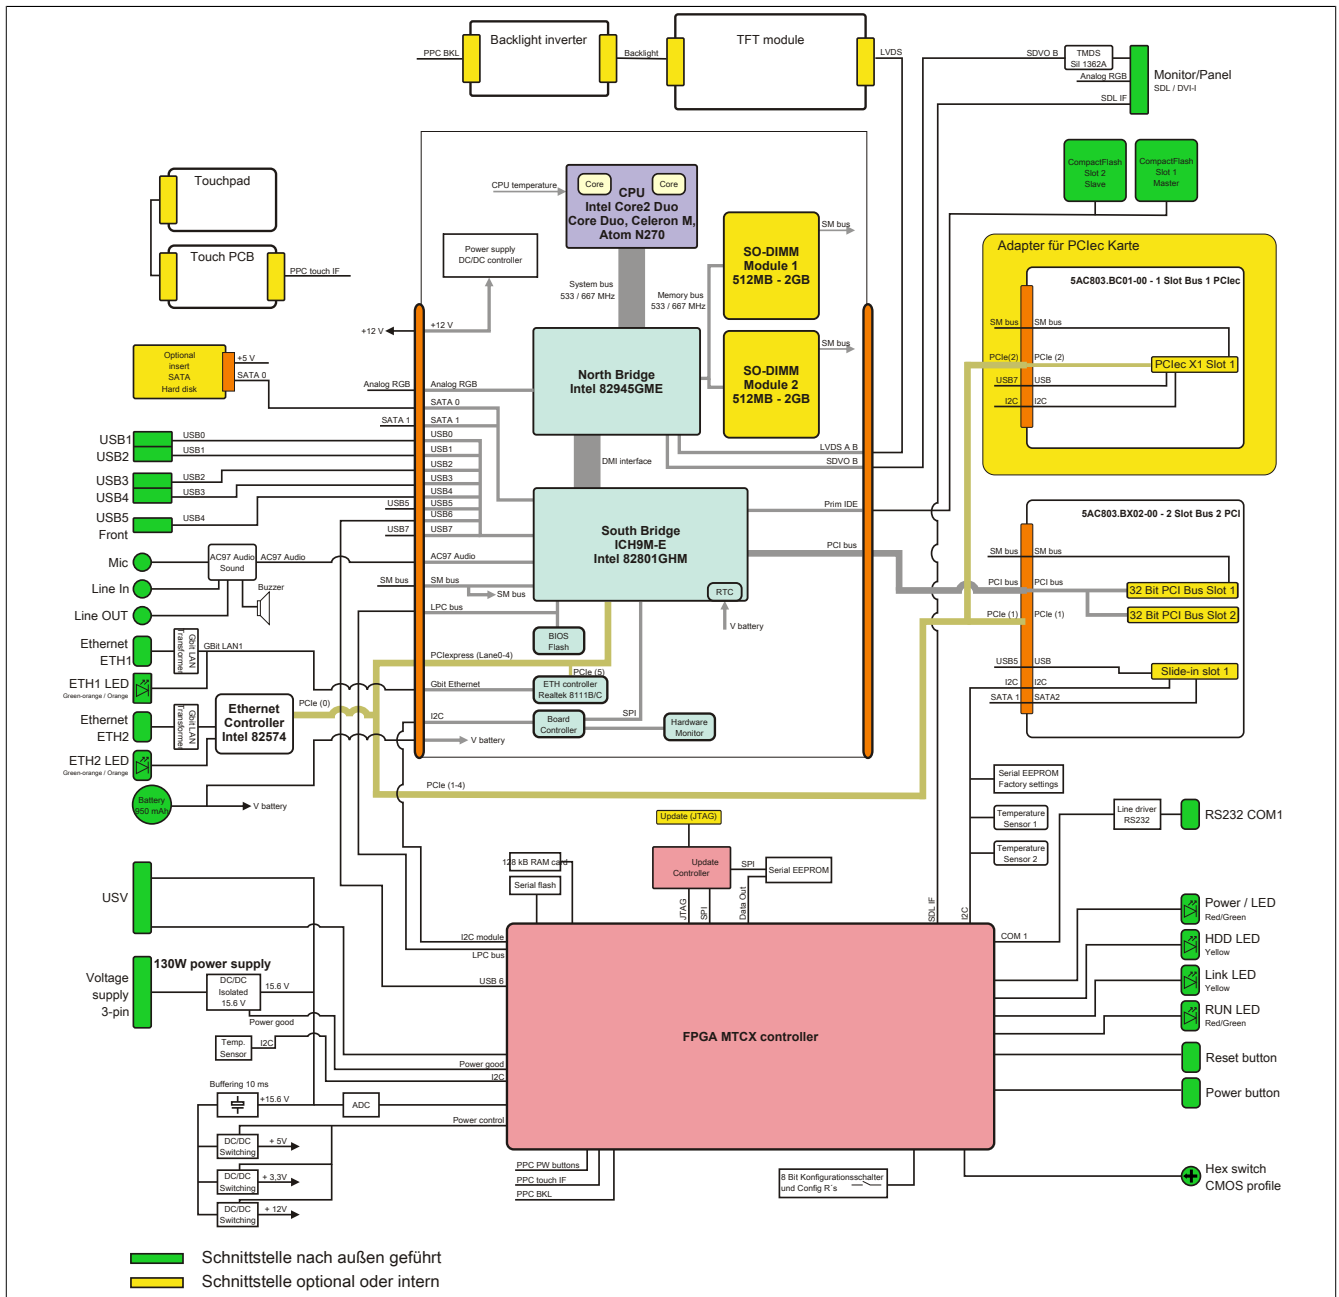 PPC BKL
Backlight inverter
Backlight
TFT module
LVDS
SDVO B
TMDS
Sil 1362A
Analog RGB
SDL IF
Monitor/Panel
SDL / DVI-I
CompactFlash
Slot 2
Slave
CompactFlash
Slot 1
Master
Touchpad
Touch PCB
PPC touch IF
CPU temperature
Core
Core
CPU
Intel Core2 Duo
Core Duo, Celeron M,
Atom N270
Power supply
DC/DC controller
System bus
533 / 667 MHz
Memory bus
533 / 667 MHz
SO-DIMM
Module 1
512MB - 2GB
SM bus
SO-DIMM
Module 2
512MB - 2GB
SM bus
Adapter für PCIec Karte
5AC803.BC01-00 - 1 Slot Bus 1 PCIec
SM bus
SM bus
PCIe(2)
PCIe (2)
PCIec X1 Slot 1
USB7
USB
I2C
I2C
+12 V
+12 V
Optional
insert
SATA
Hard disk
+5 V
SATA 0
North Bridge
Intel 82945GME
Analog RGB
Analog RGB
SATA 0
SATA 1
SATA 1
USB0
USB1
USB2
USB3
USB4
USB5
USB5
USB6
USB7
USB7
USB1
USB0
USB2
USB1
USB3
USB2
USB4
USB3
USB5
Front
USB4
DMI interface
LVDS A B
SDVO B
Prim IDE
PCI bus
South Bridge
ICH9M-E
Intel 82801GHM
RTC
V battery
5AC803.BX02-00 - 2 Slot Bus 2 PCI
SM bus
SM bus
PCI bus
PCI bus
32 Bit PCI Bus Slot 1
PCIe (1)
PCIe (1)
32 Bit PCI Bus Slot 2
USB5
USB
Slide-in slot 1
I2C
I2C
SATA 1
SATA2
Mic
AC97 Audio
Sound
AC97 Audio
AC97 Audio
Line In
Buzzer
Line OUT
SM bus
SM bus
SM bus
LPC bus
BIOS
Flash
Ethernet
ETH1
Gbit LAN
Transformer
GBit LAN1
PCIexpress (Lane0-4)
PCIe (5)
Gbit Ethernet
ETH controller
Realtek 8111B/C
ETH1 LED
Green-orange / Orange
Ethernet
Controller
Intel 82574
PCIe (0)
SPI
I2C
Board
Controller
Hardware
Monitor
Ethernet
ETH2
Gbit LAN
Transformer
V battery
ETH2 LED
Green-orange / Orange
Battery
950 mAh
V battery
PCIe (1-4)
Serial EEPROM
Factory settings
Temperature
Sensor 1
Temperature
Sensor 2
Line driver
RS232
RS232 COM1
Update (JTAG)
Update
Controller
SPI
Serial EEPROM
128 kB RAM card
Serial flash
JTAG
SPI
Data Out
SDL IF
I2C
USV
I2C module
LPC bus
USB 6
COM 1
Power / LED
Red/Green
HDD LED
Yellow
Link LED
Yellow
RUN LED
Red/Green
Reset button
Power button
130W power supply
Voltage
supply
3-pin
DC/DC
Isolated
15.6 V
15.6 V
Power good
Temp.
Sensor
I2C
FPGA MTCX controller
Power good
I2C
Buffering 10 ms
+15.6 V
ADC
Power control
DC/DC
Switching
+ 5V
DC/DC
Switching
+ 3,3V
DC/DC
Switching
+ 12V
PPC PW buttons
PPC touch IF
PPC BKL
8 Bit Konfigurationsschalter
und Config R´s
Hex switch
CMOS profile
Schnittstelle nach außen geführt
Schnittstelle optional oder intern